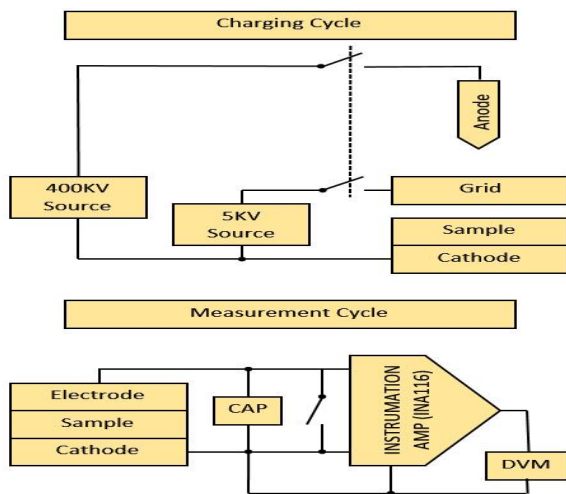 Charging Cycle
Anode
400KV
Source
5KV
Source
Grid
Sample
Cathode
Measurement Cycle
Electrode
Sample
Cathode
CAP
INSTRUMATION
AMP (INA116)
DVM